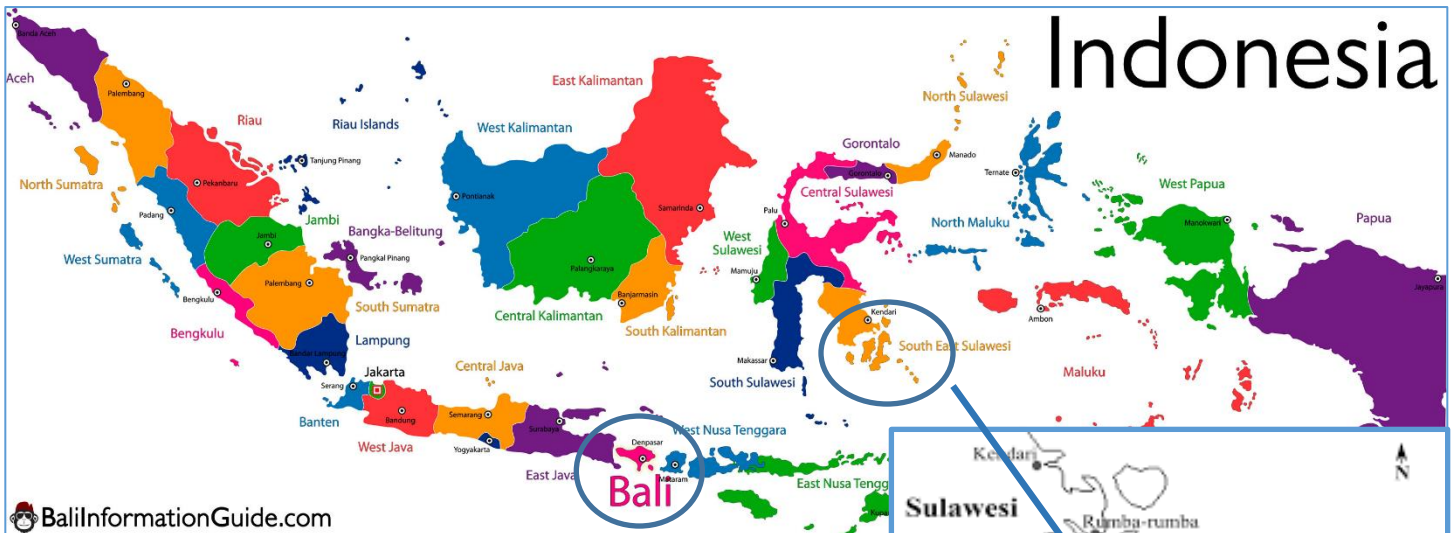 Indonesia
Banda Aceh
Aceh
Palembang
North Sumatra
Riau
Pekanbaru
Riau Islands
Tanjung Pinang
Padang
West Sumatra
Jambi
Jambi
Bangka-Belitung
Pangkal Pinang
Bengkulu
Bengkulu
Palembang
South Sumatra
Lampung
Bandar Lampung
East Kalimantan
West Kalimantan
Pontianak
Samarinda
Palangkaraya
Central Kalimantan
Banjarmasin
South Kalimantan
North Sulawesi
Gorontalo
Gorontalo
Manado
Central Sulawesi
Palu
West
Sulawesi
Mamuju
Kendari
South East Sulawesi
Makassar
South Sulawesi
Ternate
North Maluku
West Papua
Manokwari
Papua
Jayapura
Ambon
Maluku
Serang
Jakarta
Banten
Bandung
West Java
Central Java
Semarang
Yogyakarta
Surabaya
East Java
Denpasar
Bali
West Nusa Tenggara
Mataram
East Nusa Tengg
Kupa
Kendari
Sulawesi
Rumba-rumba
N
BaliInformationGuide.com